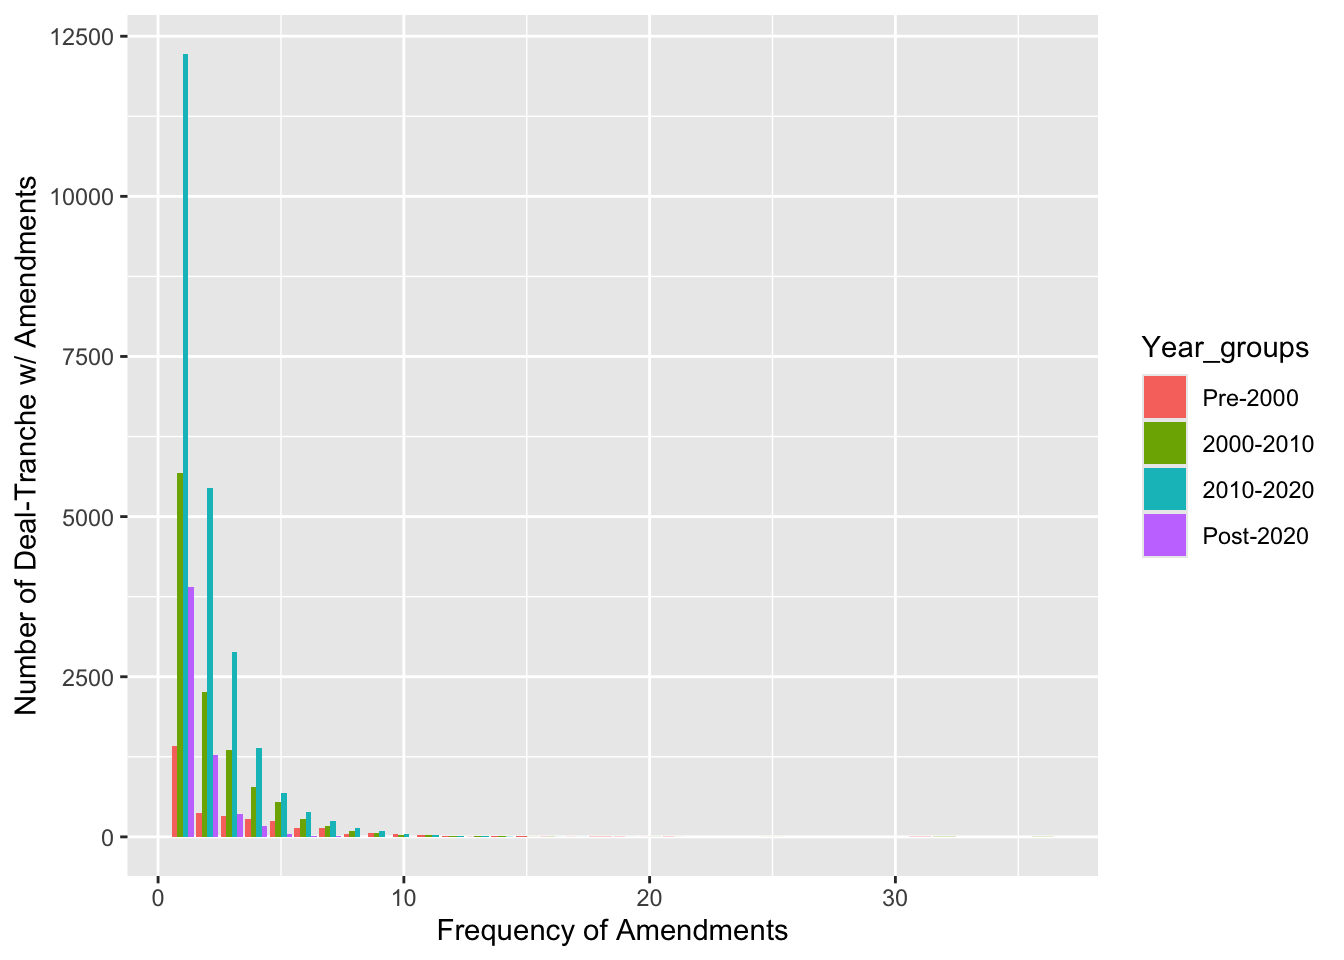 12500
10000
7500
5000
2500
0
0 10 20 30
Frequency of Amendments
Number of Deal-Tranche w/ Amendments
Year_groups
Pre-2000
2000-2010
2010-2020
Post-2020